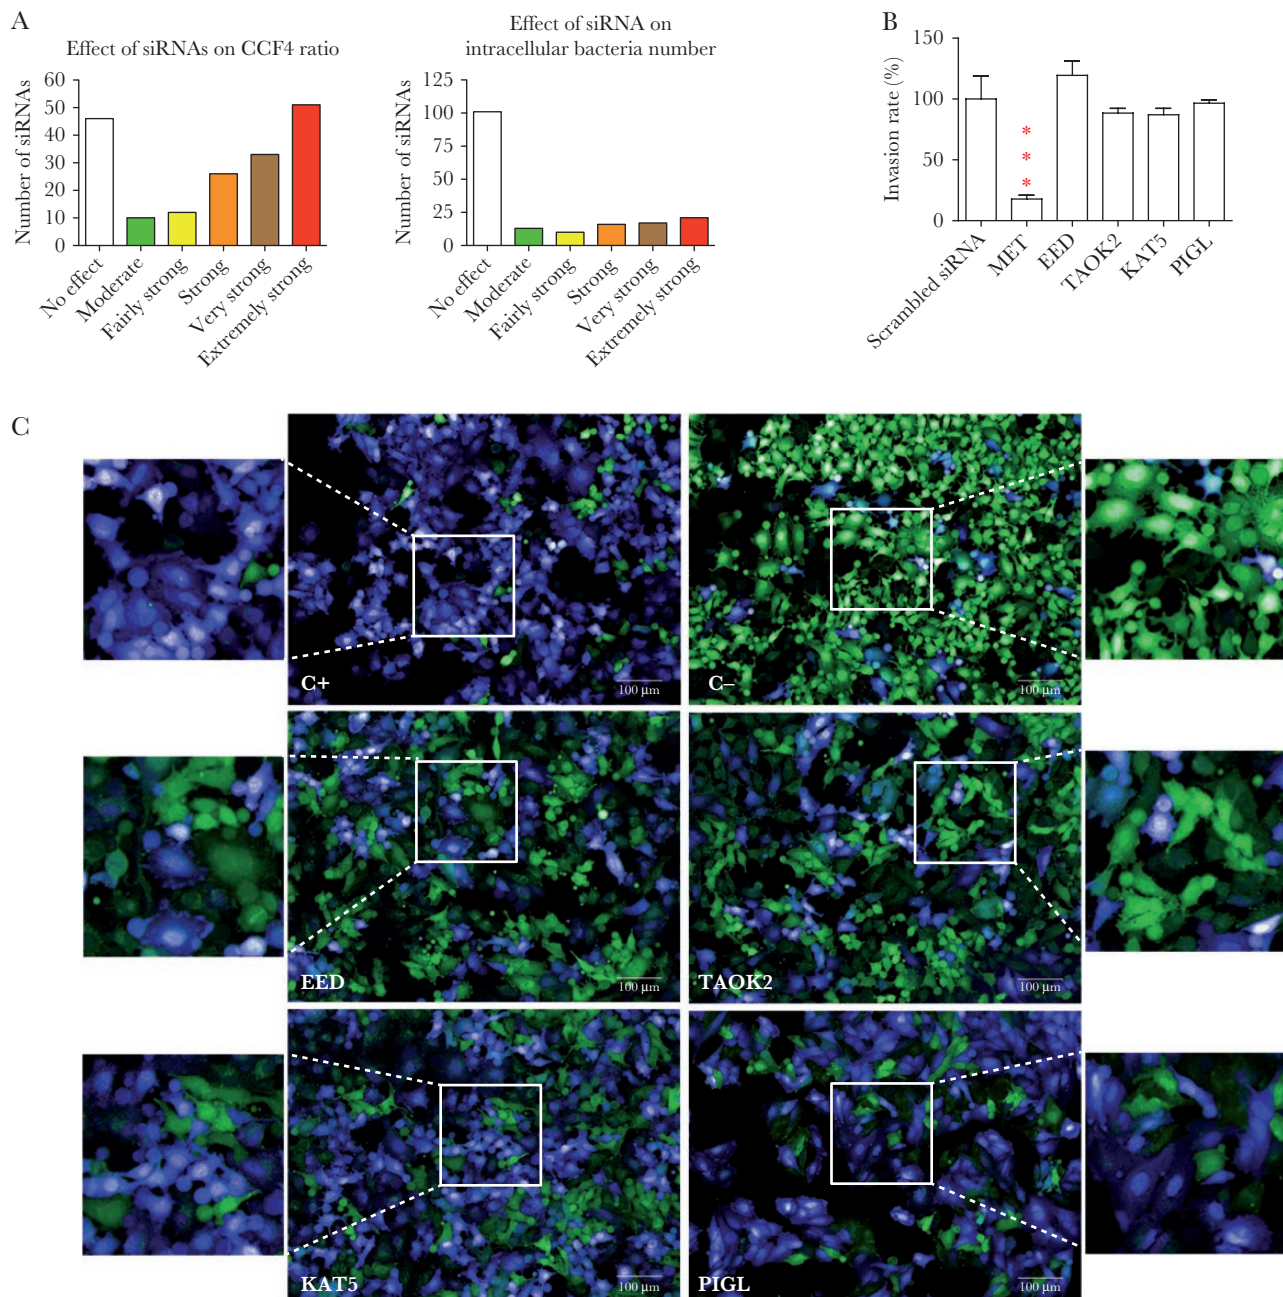 A
Effect of siRNAs on CCF4 ratio
Number of siRNAs
60
50
40
30
20
10
0
No effect
Moderate
Fairly strong
Strong
Very strong
Extremely strong
Effect of siRNA on
intracellular bacteria number
Number of siRNAs
125
100
75
50
25
0
No effect
Moderate
Fairly strong
Strong
Very strong
Extremely strong
B
Invasion rate (%)
150
100
50
0
* * *
Scrambled siRNA
MET
EED
TAOK2
KAT5
PIGL
C
C+
100 µm
C–
100 µm
EED
100 µm
TAOK2
100 µm
KAT5
100 µm
PIGL
100 µm